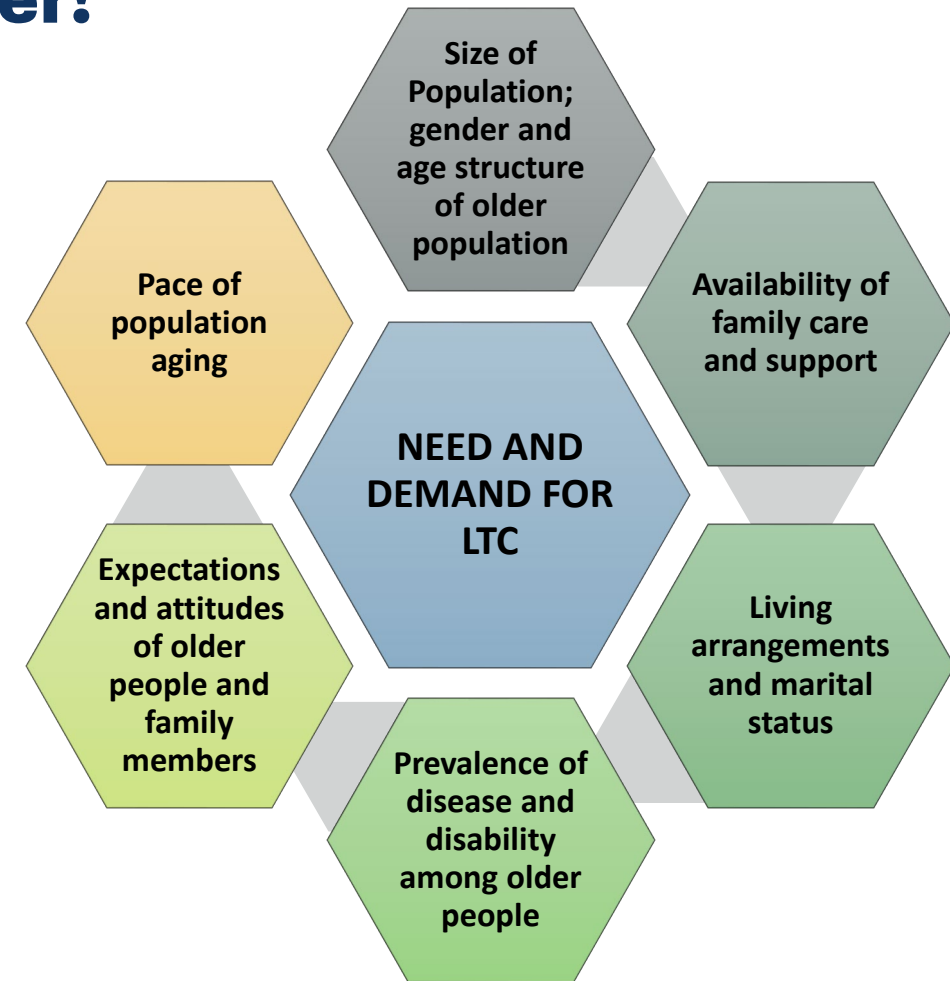 er?
Size of
Population;
gender and
age structure
of older
population
Pace of
population
aging
Availability of
family care
and support
NEED AND
DEMAND FOR
LTC
Expectations
and attitudes
of older
people and
family
members
Living
arrangements
and marital
status
Prevalence of
disease and
disability
among older
people